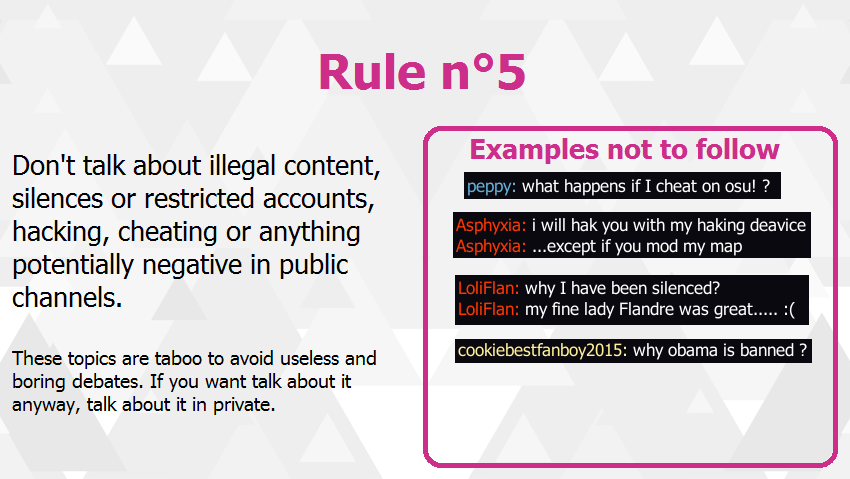 Rule n°5
Don't talk about illegal content,
silences or restricted accounts,
hacking, cheating or anything
potentially negative in public
channels.
These topics are taboo to avoid useless and
boring debates. If you want talk about it
anyway, talk about it in private.
Examples not to follow
peppy: what happens if I cheat on osu! ?
Asphyxia: i will hak you with my haking deavice
Asphyxia: ...except if you mod my map
LoliFlan: why I have been silenced?
LoliFlan: my fine lady Flandre was great..... :(
cookiebestfanboy2015: why obama is banned ?